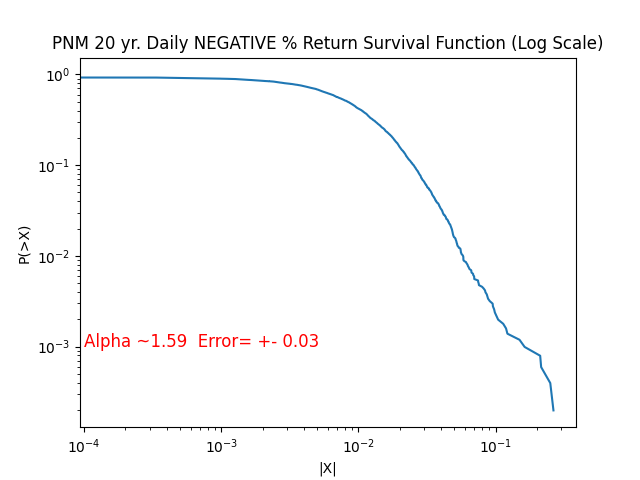 PNM 20 yr. Daily NEGATIVE % Return Survival Function (Log Scale)
P(>X)
10⁰
10⁻¹
10⁻²
10⁻³
Alpha ~1.59  Error= +- 0.03
10⁻⁴ 10⁻³ 10⁻² 10⁻¹
|X|